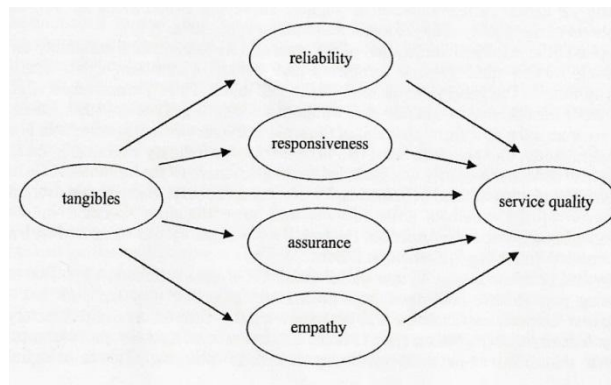 reliability
responsiveness
tangibles
service quality
assurance
empathy